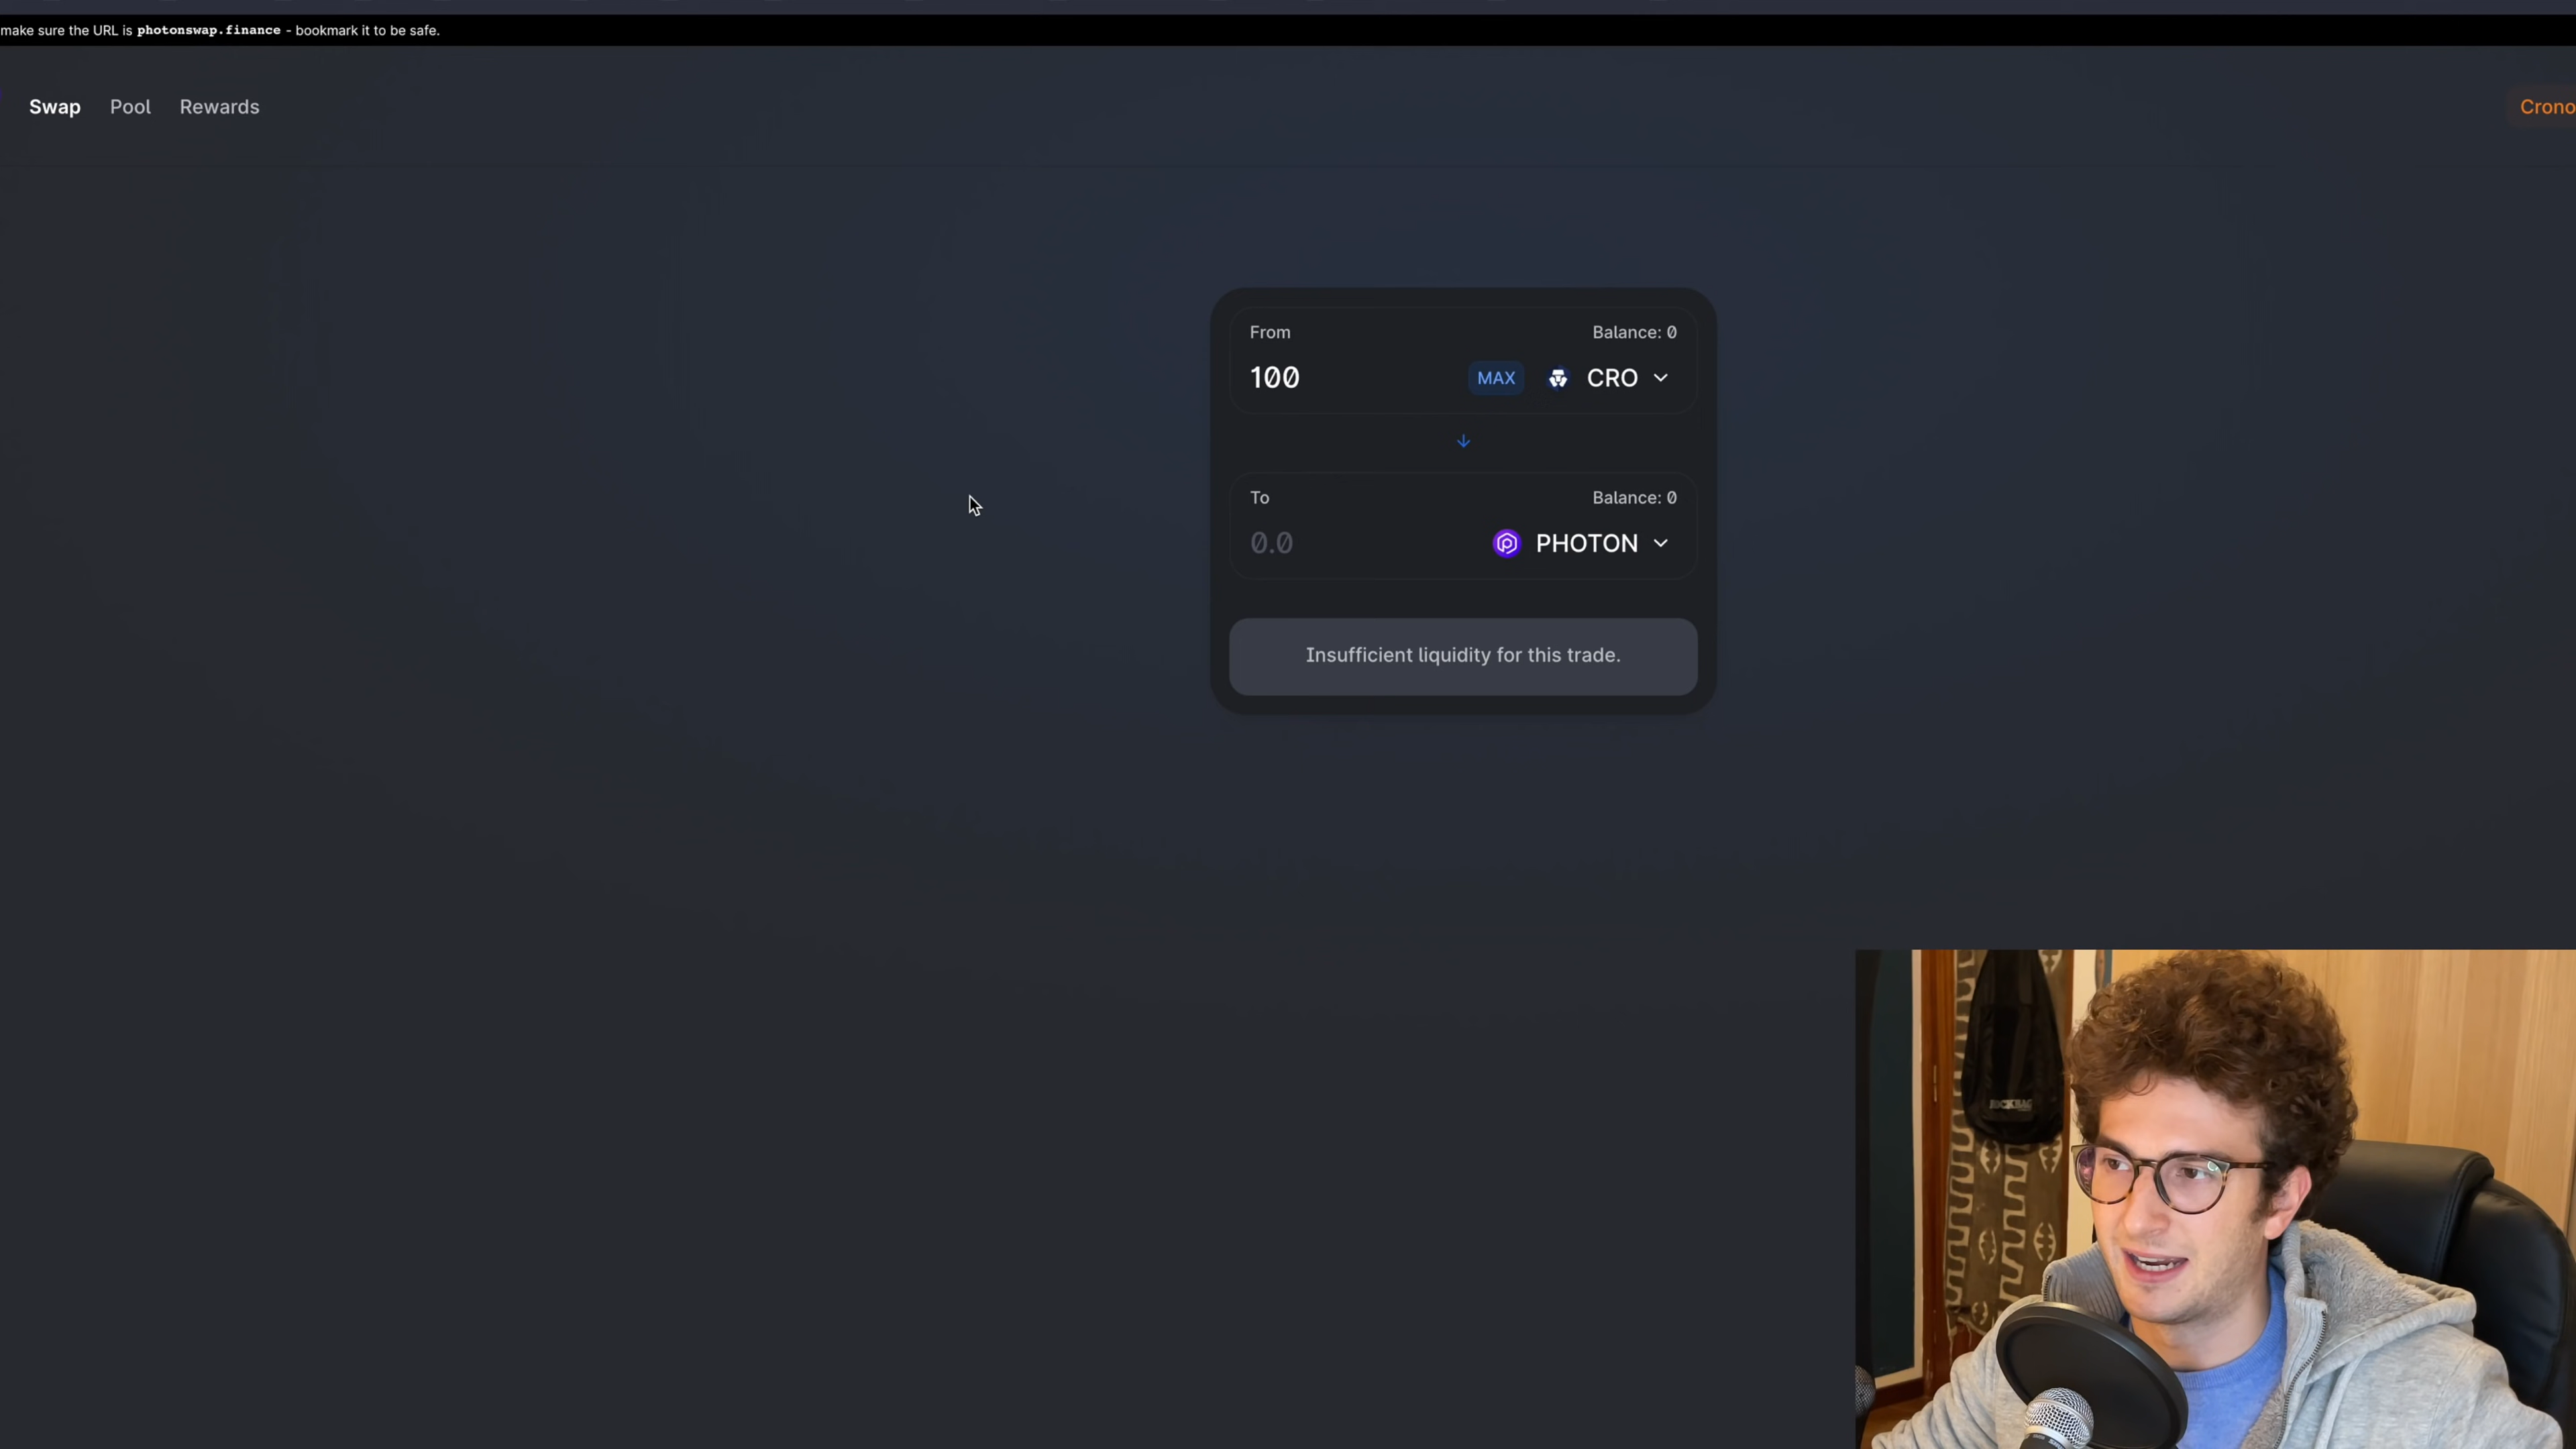 make sure the URL is photonswap.finance - bookmark it to be safe.
Swap Pool Rewards
Crono
From Balance: 0
100 MAX CRO
To Balance: 0
0.0 PHOTON
Insufficient liquidity for this trade.